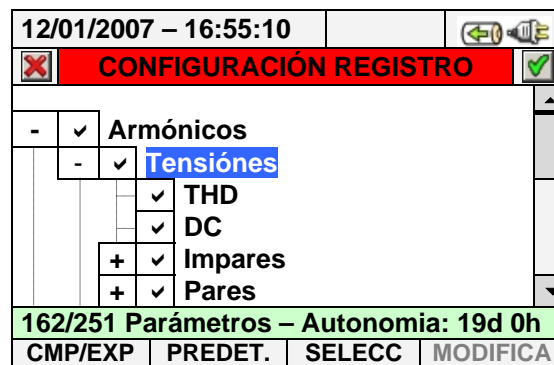 12/01/2007 – 16:55:10
CONFIGURACIÓN REGISTRO
- Armónicos
- Tensiónes
THD
DC
+ Impares
+ Pares
162/251 Parámetros – Autonomia: 19d 0h
CMP/EXP PREDET. SELECC MODIFICA